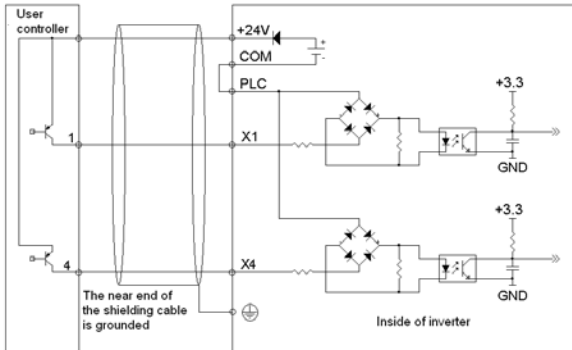 User
controller
+24V
+
-
COM
PLC
+3.3
1
X1
GND
+3.3
4
X4
GND
The near end of
the shielding cable
is grounded
Inside of inverter